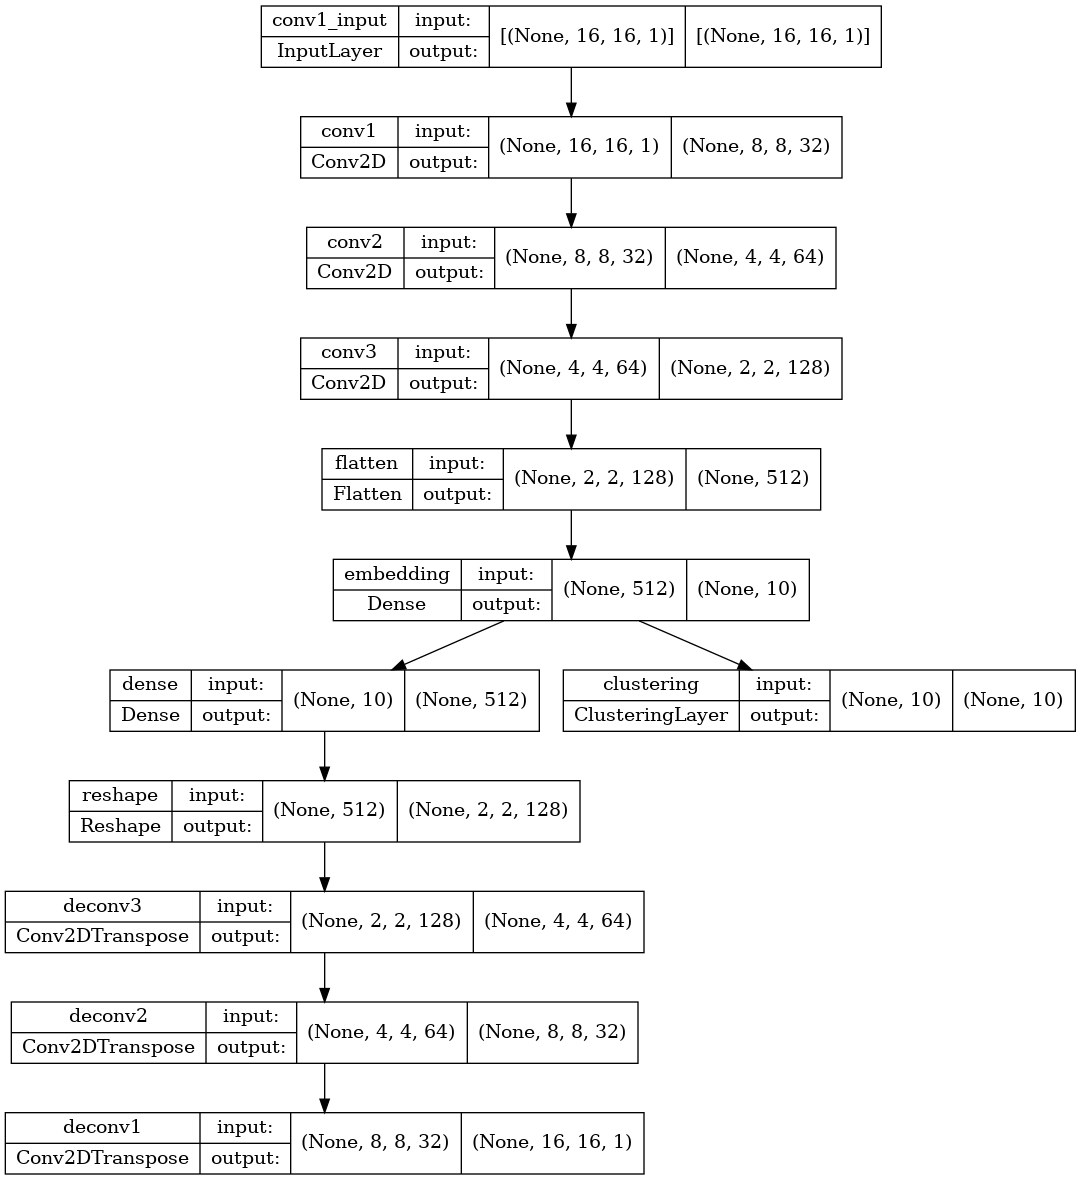 conv1_input input: [(None, 16, 16, 1)] [(None, 16, 16, 1)]
InputLayer output:
conv1 input: (None, 16, 16, 1) (None, 8, 8, 32)
Conv2D output:
conv2 input: (None, 8, 8, 32) (None, 4, 4, 64)
Conv2D output:
conv3 input: (None, 4, 4, 64) (None, 2, 2, 128)
Conv2D output:
flatten input: (None, 2, 2, 128) (None, 512)
Flatten output:
embedding input: (None, 512) (None, 10)
Dense output:
dense input: (None, 10) (None, 512)
Dense output:
clustering input: (None, 10) (None, 10)
ClusteringLayer output:
reshape input: (None, 512) (None, 2, 2, 128)
Reshape output:
deconv3 input: (None, 2, 2, 128) (None, 4, 4, 64)
Conv2DTranspose output:
deconv2 input: (None, 4, 4, 64) (None, 8, 8, 32)
Conv2DTranspose output:
deconv1 input: (None, 8, 8, 32) (None, 16, 16, 1)
Conv2DTranspose output: